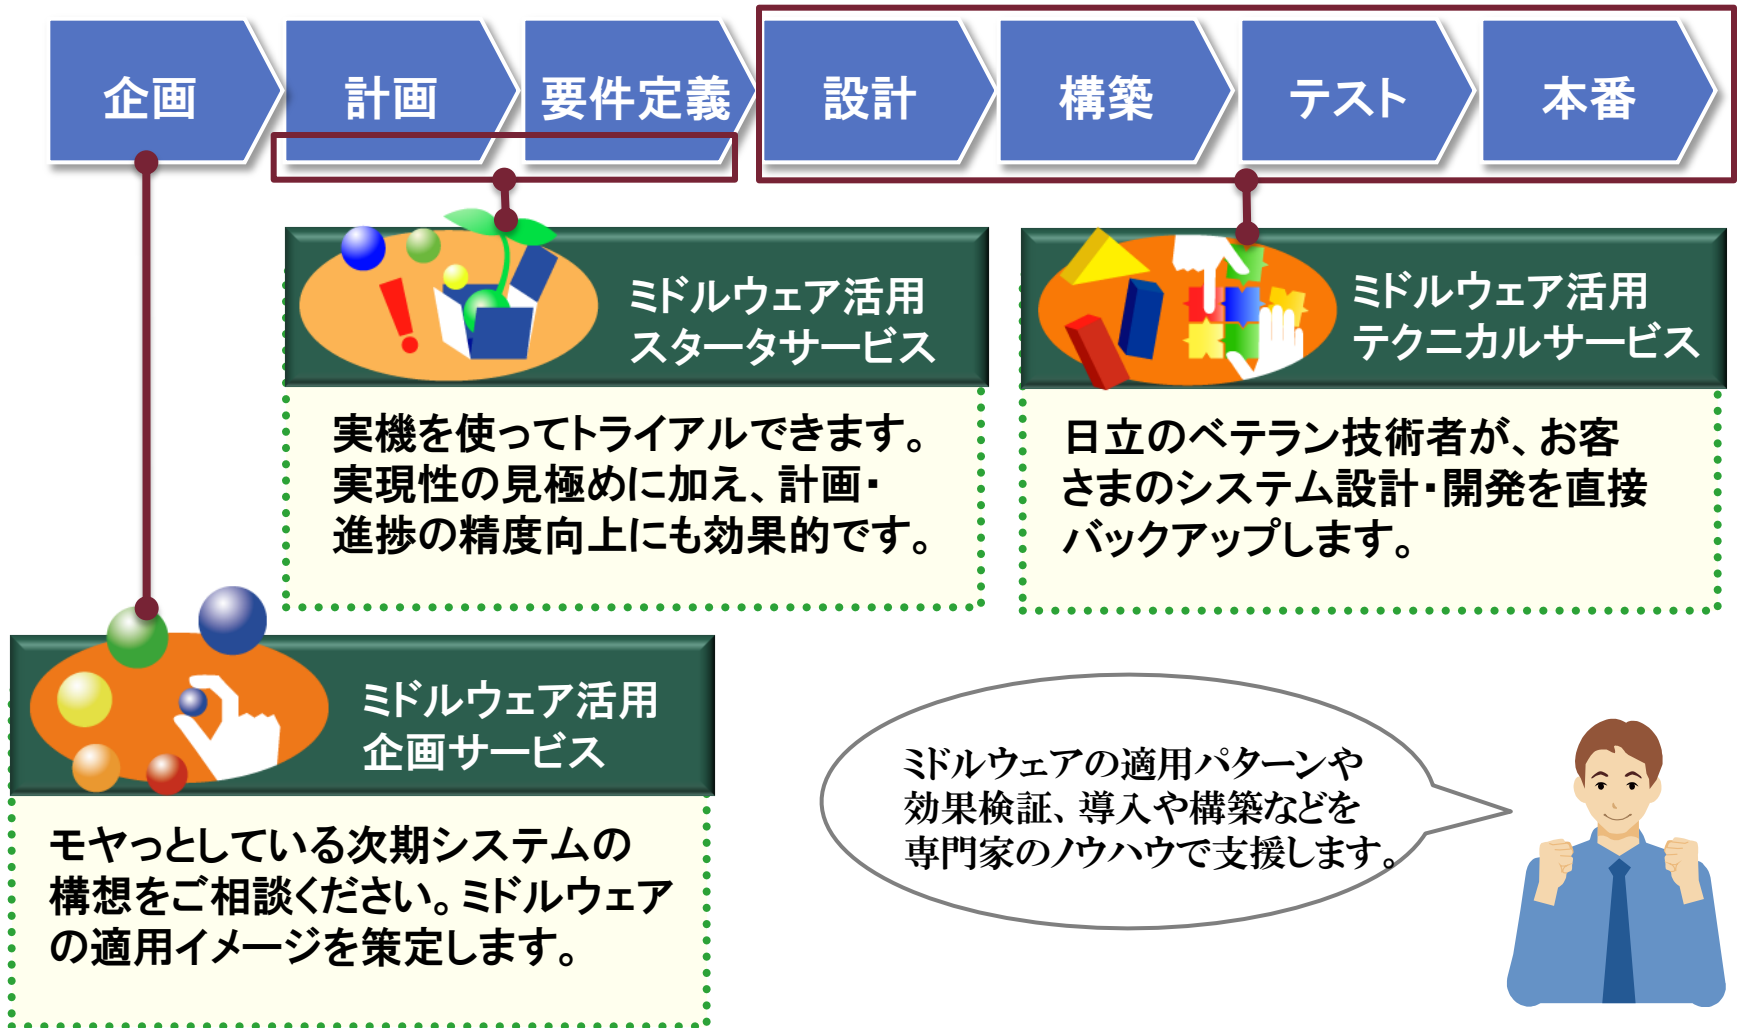 企画
計画
要件定義
設計
構築
テスト
本番
ミドルウェア活用
スタータサービス
実機を使ってトライアルできます。
実現性の見極めに加え、計画・
進捗の精度向上にも効果的です。
ミドルウェア活用
テクニカルサービス
日立のベテラン技術者が、お客
さまのシステム設計・開発を直接
バックアップします。
ミドルウェア活用
企画サービス
モヤっとしている次期システムの
構想をご相談ください。ミドルウェア
の適用イメージを策定します。
ミドルウェアの適用パターンや
効果検証、導入や構築などを
専門家のノウハウで支援します。